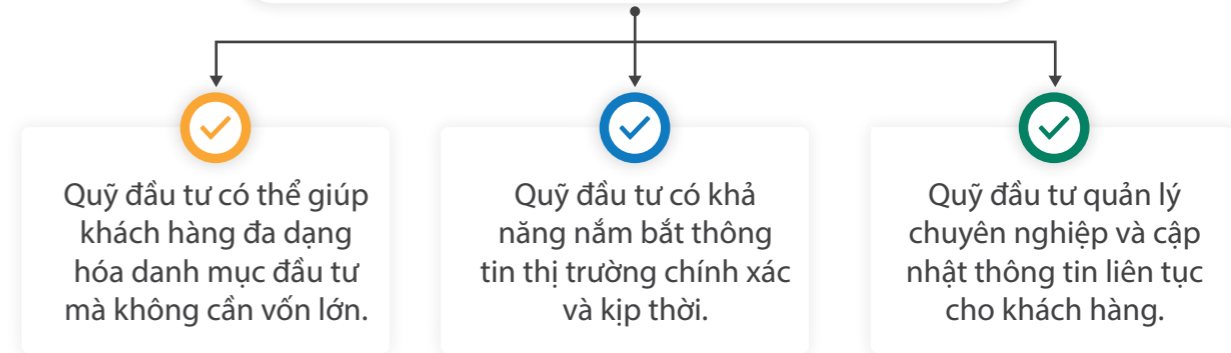 Quỹ đầu tư có thể giúp
khách hàng đa dạng
hóa danh mục đầu tư
mà không cần vốn lớn.
Quỹ đầu tư có khả
năng nắm bắt thông
tin thị trường chính xác
và kịp thời.
Quỹ đầu tư quản lý
chuyên nghiệp và cập
nhật thông tin liên tục
cho khách hàng.